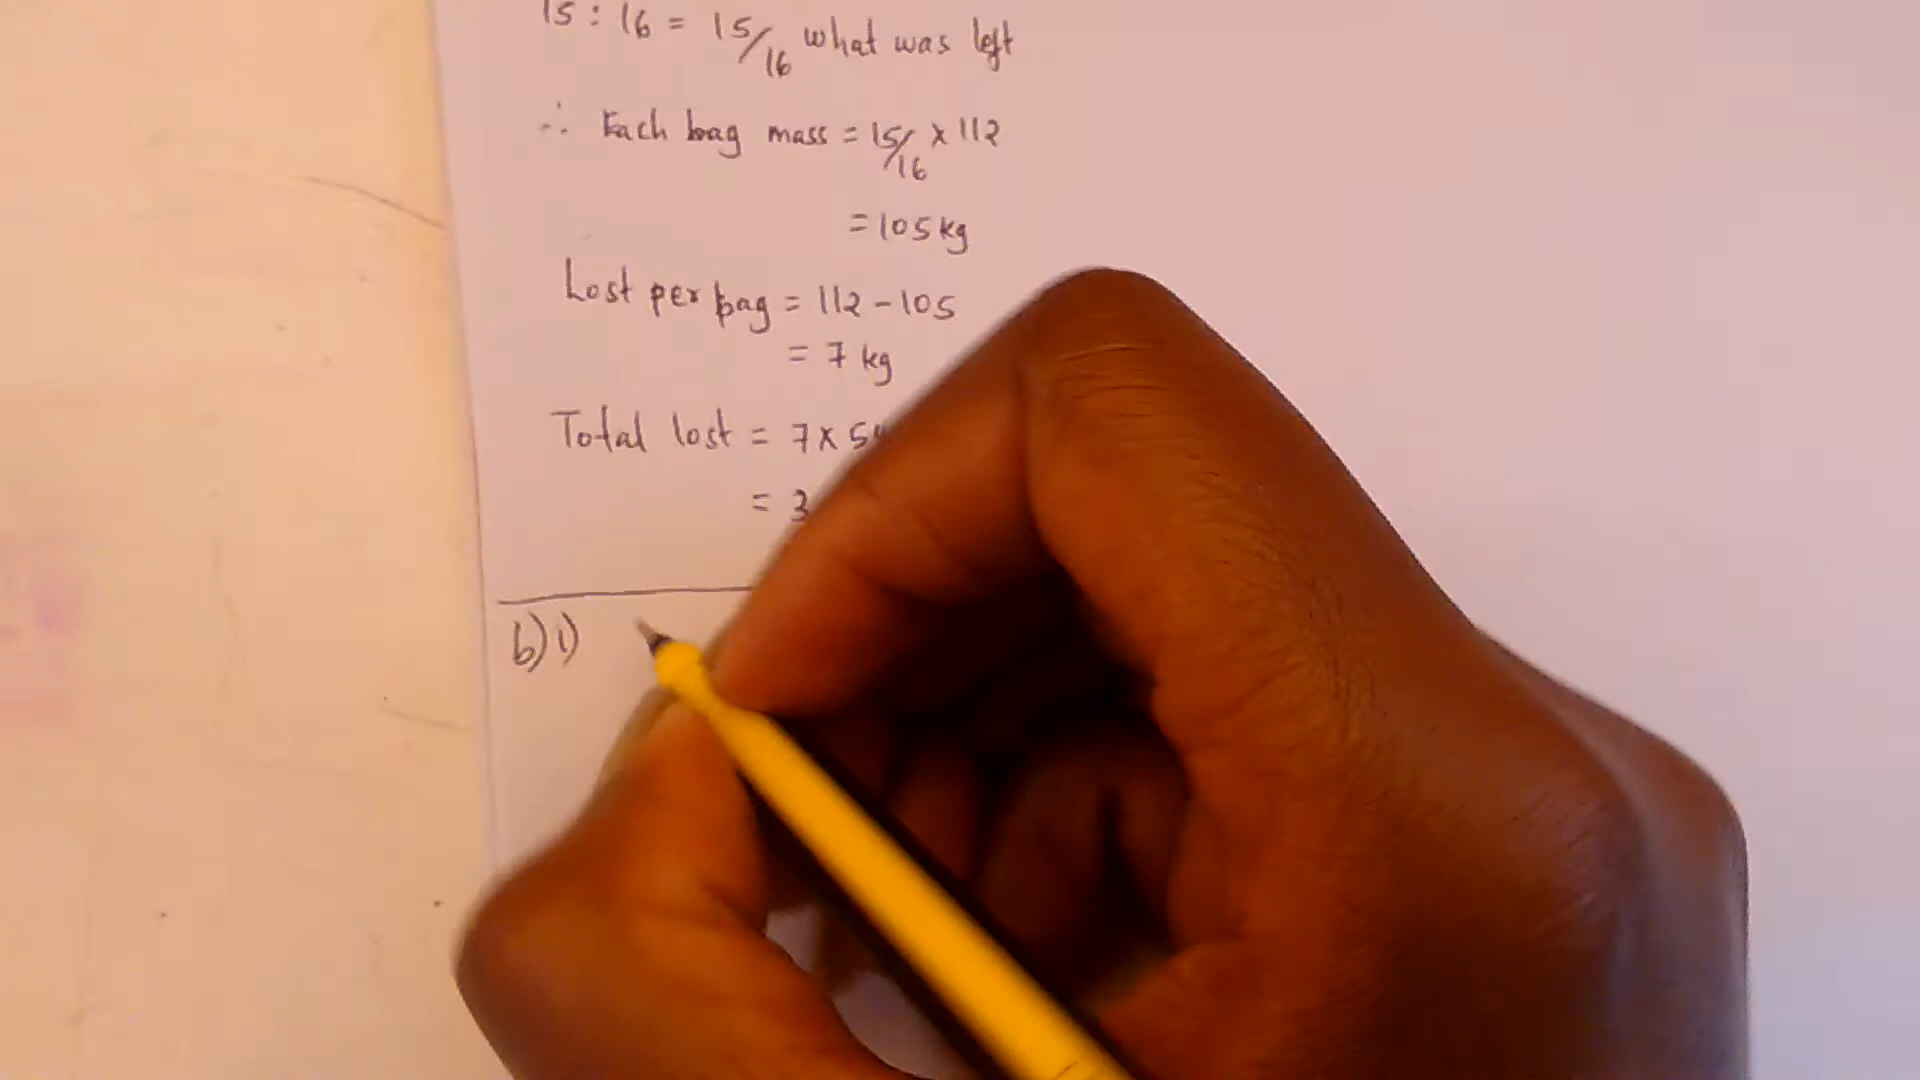 15 : 16 = 15/16 what was left
∴ Each bag mass = 15/16 x 112
= 105 kg
Lost per bag = 112 - 105
= 7 kg
Total lost = 7 x 5
= 3
b) i)